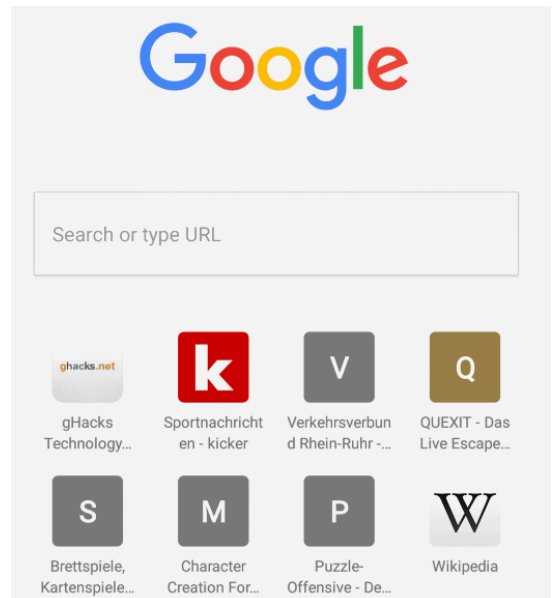 Google
Search or type URL
ghacks.net
k
V
Q
gHacks
Technology...
Sportnachricht
en - kicker
Verkehrsverbun
d Rhein-Ruhr -...
QUEXIT - Das
Live Escape...
S
M
P
W
Brettspiele,
Kartenspiele...
Character
Creation For...
Puzzle-
Offensive - De...
Wikipedia